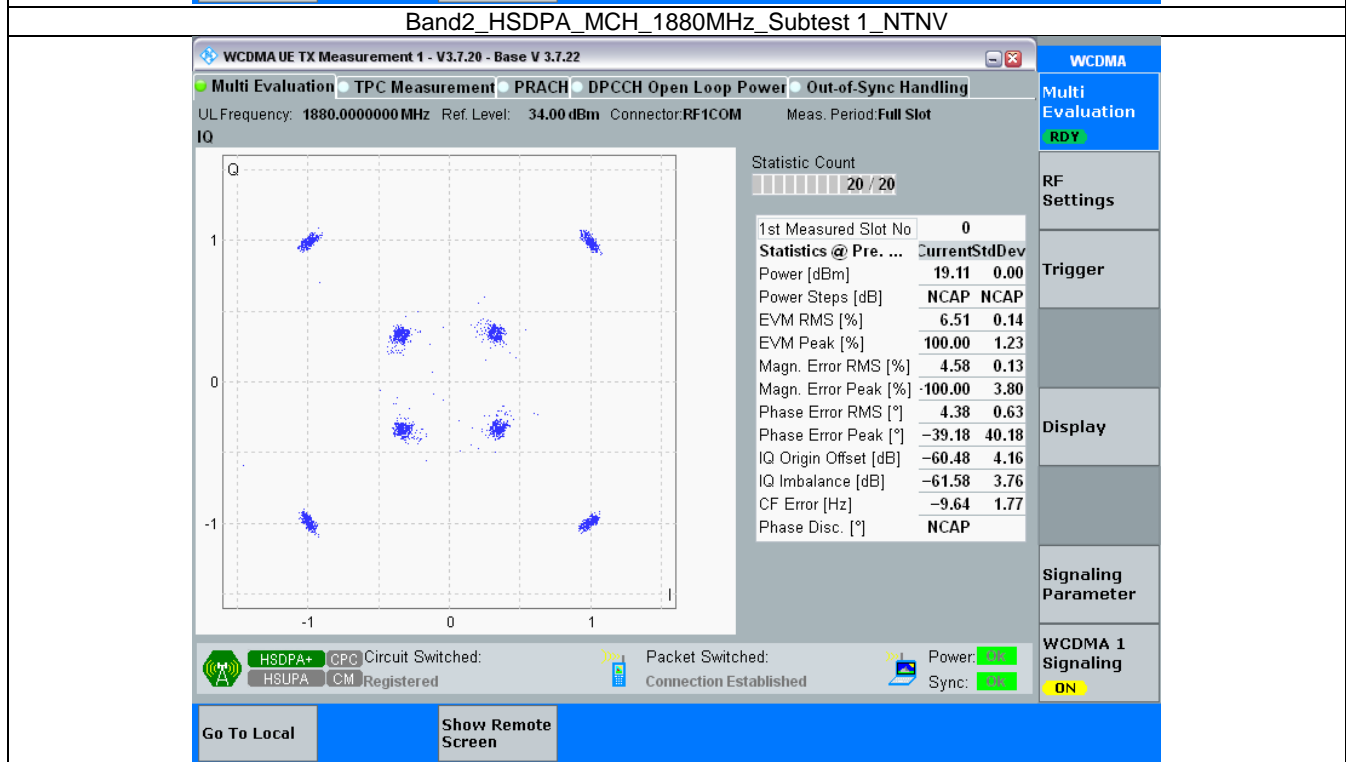 Band2_HSDPA_MCH_1880MHz_Subtest 1_NTNV
WCDMA UE TX Measurement 1 - V3.7.20 - Base V 3.7.22
WCDMA
Multi Evaluation TPC Measurement PRACH DPCCH Open Loop Power Out-of-Sync Handling
Multi
Evaluation
RDY
UL Frequency: 1880.0000000 MHz Ref. Level: 34.00 dBm Connector:RF1COM Meas. Period:Full Slot
IQ
Q
1
0
-1
-1 0 1
I
Statistic Count
20 / 20
1st Measured Slot No 0
Statistics @ Pre. ... CurrentStdDev
Power [dBm] 19.11 0.00
Power Steps [dB] NCAP NCAP
EVM RMS [%] 6.51 0.14
EVM Peak [%] 100.00 1.23
Magn. Error RMS [%] 4.58 0.13
Magn. Error Peak [%] -100.00 3.80
Phase Error RMS [°] 4.38 0.63
Phase Error Peak [°] −39.18 40.18
IQ Origin Offset [dB] −60.48 4.16
IQ Imbalance [dB] −61.58 3.76
CF Error [Hz] −9.64 1.77
Phase Disc. [°] NCAP
RF
Settings
Trigger
Display
Signaling
Parameter
WCDMA 1
Signaling
ON
HSDPA+ CPC Circuit Switched: Packet Switched: Power: Ok
HSUPA CM Registered Connection Established Sync: Ok
Go To Local
Show Remote
Screen